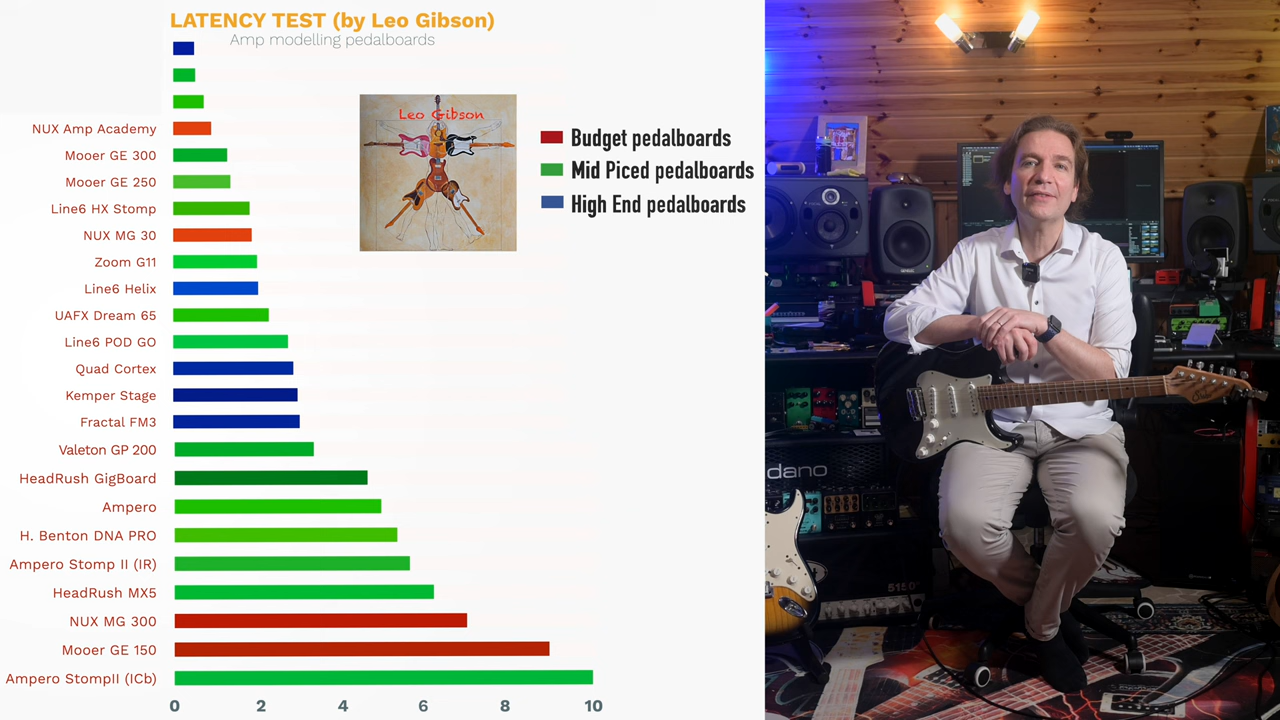 LATENCY TEST (by Leo Gibson)
Amp modelling pedalboards
Leo Gibson
Budget pedalboards
Mid Piced pedalboards
High End pedalboards
NUX Amp Academy
Mooer GE 300
Mooer GE 250
Line6 HX Stomp
NUX MG 30
Zoom G11
Line6 Helix
UAFX Dream 65
Line6 POD GO
Quad Cortex
Kemper Stage
Fractal FM3
Valeton GP 200
HeadRush GigBoard
Ampero
H. Benton DNA PRO
Ampero Stomp II (IR)
HeadRush MX5
NUX MG 300
Mooer GE 150
Ampero StompII (ICb)
0 2 4 6 8 10
dano
5150